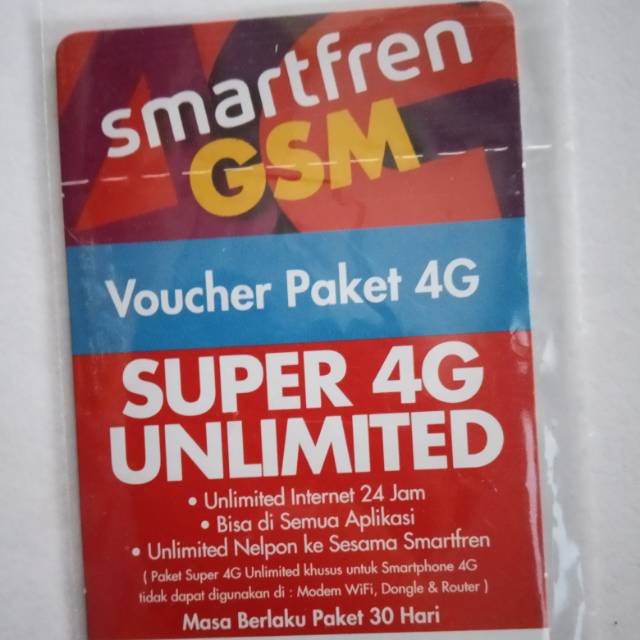 smartfren
GSM
Voucher Paket 4G
SUPER 4G
UNLIMITED
• Unlimited Internet 24 Jam
• Bisa di Semua Aplikasi
• Unlimited Nelpon ke Sesama Smartfren
( Paket Super 4G Unlimited khusus untuk Smartphone 4G
tidak dapat digunakan di : Modem WiFi, Dongle & Router )
Masa Berlaku Paket 30 Hari